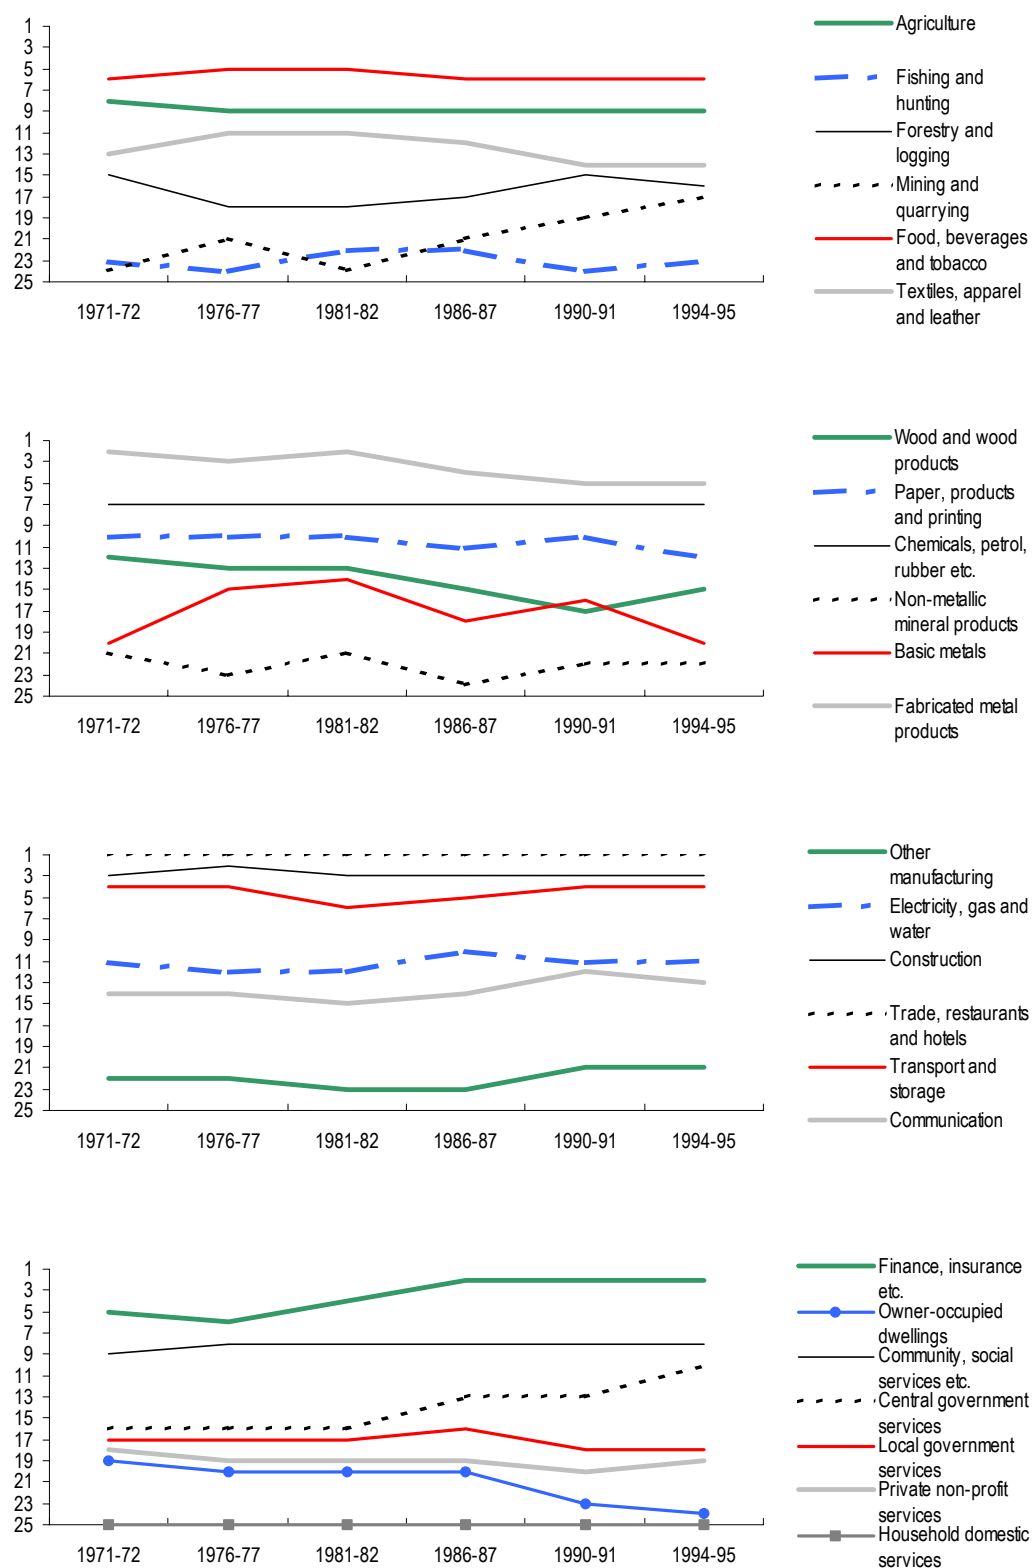 1
3
5
7
9
11
13
15
17
19
21
23
25
1971-72 1976-77 1981-82 1986-87 1990-91 1994-95
Agriculture
Fishing and
hunting
Forestry and
logging
Mining and
quarrying
Food, beverages
and tobacco
Textiles, apparel
and leather
1
3
5
7
9
11
13
15
17
19
21
23
25
1971-72 1976-77 1981-82 1986-87 1990-91 1994-95
Wood and wood
products
Paper, products
and printing
Chemicals, petrol,
rubber etc.
Non-metallic
mineral products
Basic metals
Fabricated metal
products
1
3
5
7
9
11
13
15
17
19
21
23
25
1971-72 1976-77 1981-82 1986-87 1990-91 1994-95
Other
manufacturing
Electricity, gas and
water
Construction
Trade, restaurants
and hotels
Transport and
storage
Communication
1
3
5
7
9
11
13
15
17
19
21
23
25
1971-72 1976-77 1981-82 1986-87 1990-91 1994-95
Finance, insurance
etc.
Owner-occupied
dwellings
Community, social
services etc.
Central government
services
Local government
services
Private non-profit
services
Household domestic
services